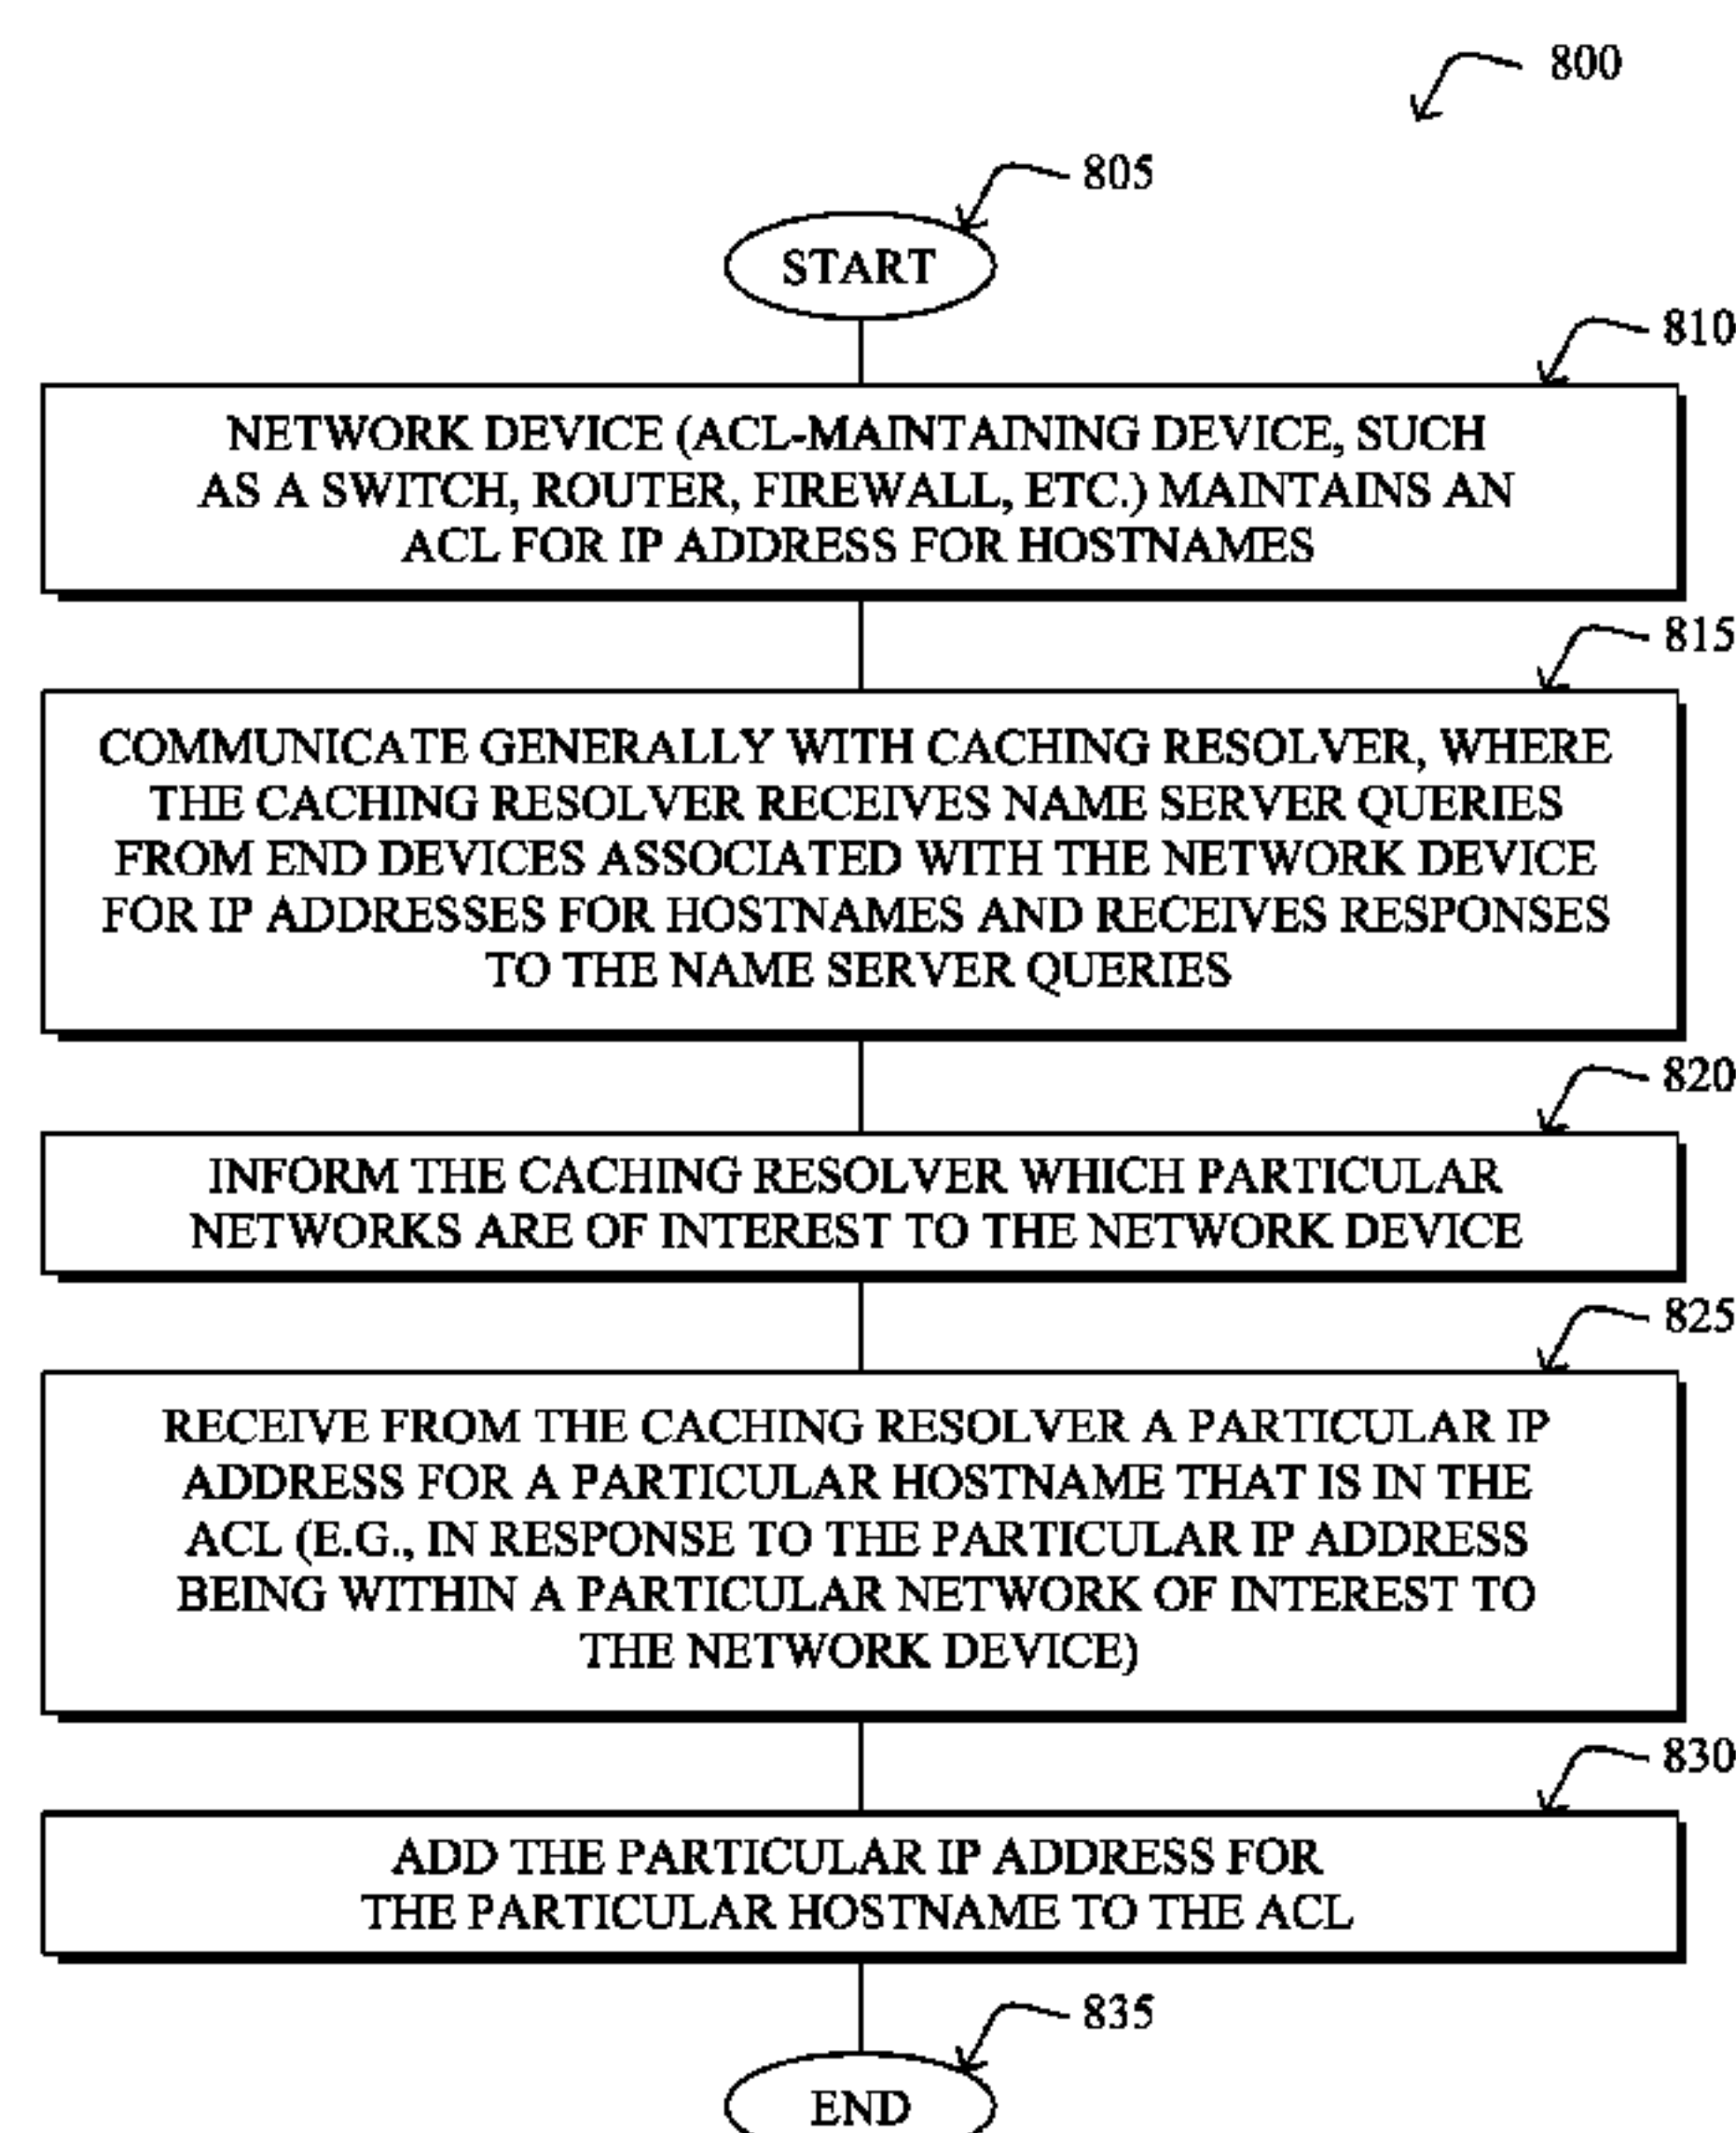 800
805
START
810
NETWORK DEVICE (ACL-MAINTAINING DEVICE, SUCH
AS A SWITCH, ROUTER, FIREWALL, ETC.) MAINTAINS AN
ACL FOR IP ADDRESS FOR HOSTNAMES
815
COMMUNICATE GENERALLY WITH CACHING RESOLVER, WHERE
THE CACHING RESOLVER RECEIVES NAME SERVER QUERIES
FROM END DEVICES ASSOCIATED WITH THE NETWORK DEVICE
FOR IP ADDRESSES FOR HOSTNAMES AND RECEIVES RESPONSES
TO THE NAME SERVER QUERIES
820
INFORM THE CACHING RESOLVER WHICH PARTICULAR
NETWORKS ARE OF INTEREST TO THE NETWORK DEVICE
825
RECEIVE FROM THE CACHING RESOLVER A PARTICULAR IP
ADDRESS FOR A PARTICULAR HOSTNAME THAT IS IN THE
ACL (E.G., IN RESPONSE TO THE PARTICULAR IP ADDRESS
BEING WITHIN A PARTICULAR NETWORK OF INTEREST TO
THE NETWORK DEVICE)
830
ADD THE PARTICULAR IP ADDRESS FOR
THE PARTICULAR HOSTNAME TO THE ACL
835
END